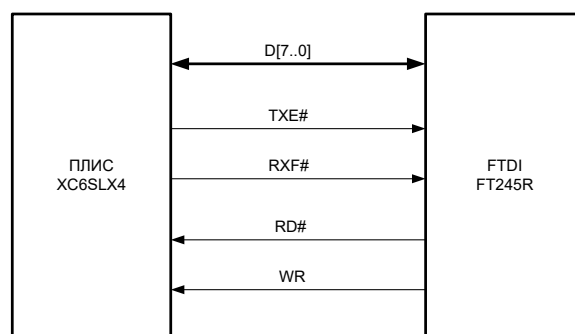 D[7..0]
TXE#
RXF#
ПЛИС
XC6SLX4
FTDI
FT245R
RD#
WR